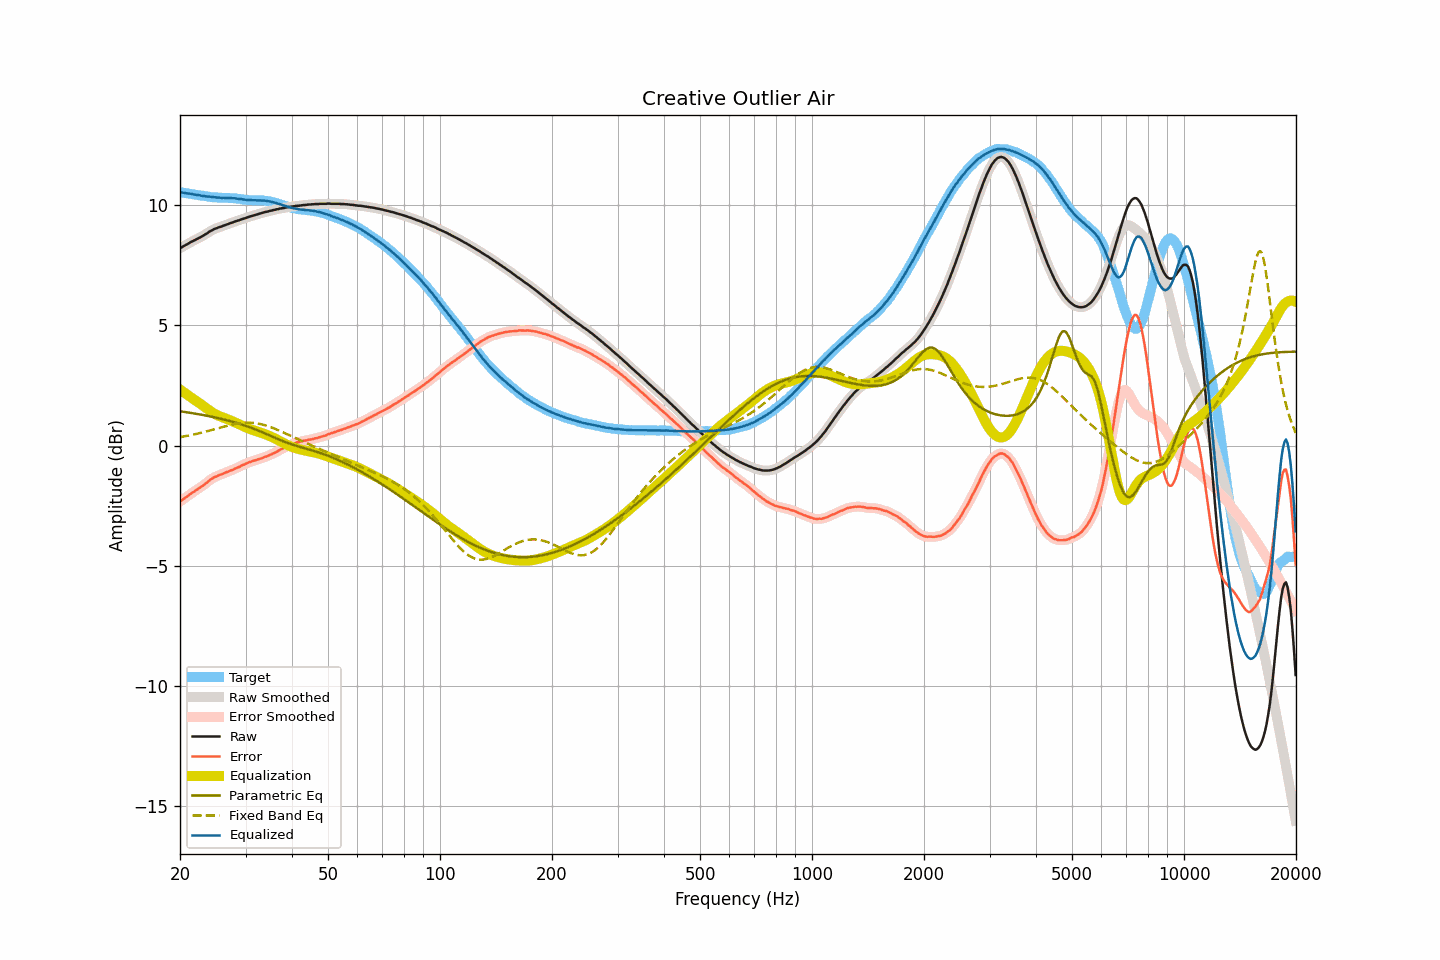 Creative Outlier Air
Amplitude (dBr)
10
5
0
−5
−10
−15
Target
Raw Smoothed
Error Smoothed
Raw
Error
Equalization
Parametric Eq
Fixed Band Eq
Equalized
20 50 100 200 500 1000 2000 5000 10000 20000
Frequency (Hz)